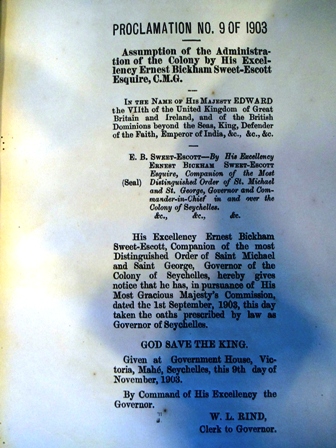 PROCLAMATION NO. 9 OF 1903
Assumption of the Administra-
tion of the Colony by His Excel-
lency Ernest Bickham Sweet-Escott
Esquire, C.M.G.
IN THE NAME OF HIS MAJESTY EDWARD
the VIIth of the United Kingdom of Great
Britain and Ireland, and of the British
Dominions beyond the Seas, King, Defender
of the Faith, Emperor of India, &c., &c., &c.
E. B. SWEET-ESCOTT—By His Excellency
ERNEST BICKHAM SWEET-ESCOTT
Esquire, Companion of the Most
(Seal) Distinguished Order of St. Michael
and St. George, Governor and Com-
mander-in-Chief in and over the
Colony of Seychelles.
&c., &c., &c.
His Excellency Ernest Bickham
Sweet-Escott, Companion of the most
Distinguished Order of Saint Michael
and Saint George, Governor of the
Colony of Seychelles, hereby gives
notice that he has, in pursuance of His
Most Gracious Majesty's Commission,
dated the 1st September, 1903, this day
taken the oaths prescribed by law as
Governor of Seychelles.
GOD SAVE THE KING.
Given at Government House, Vic-
toria, Mahé, Seychelles, this 9th day of
November, 1903.
By Command of His Excellency the
Governor.
W. L. RIND,
Clerk to Governor.